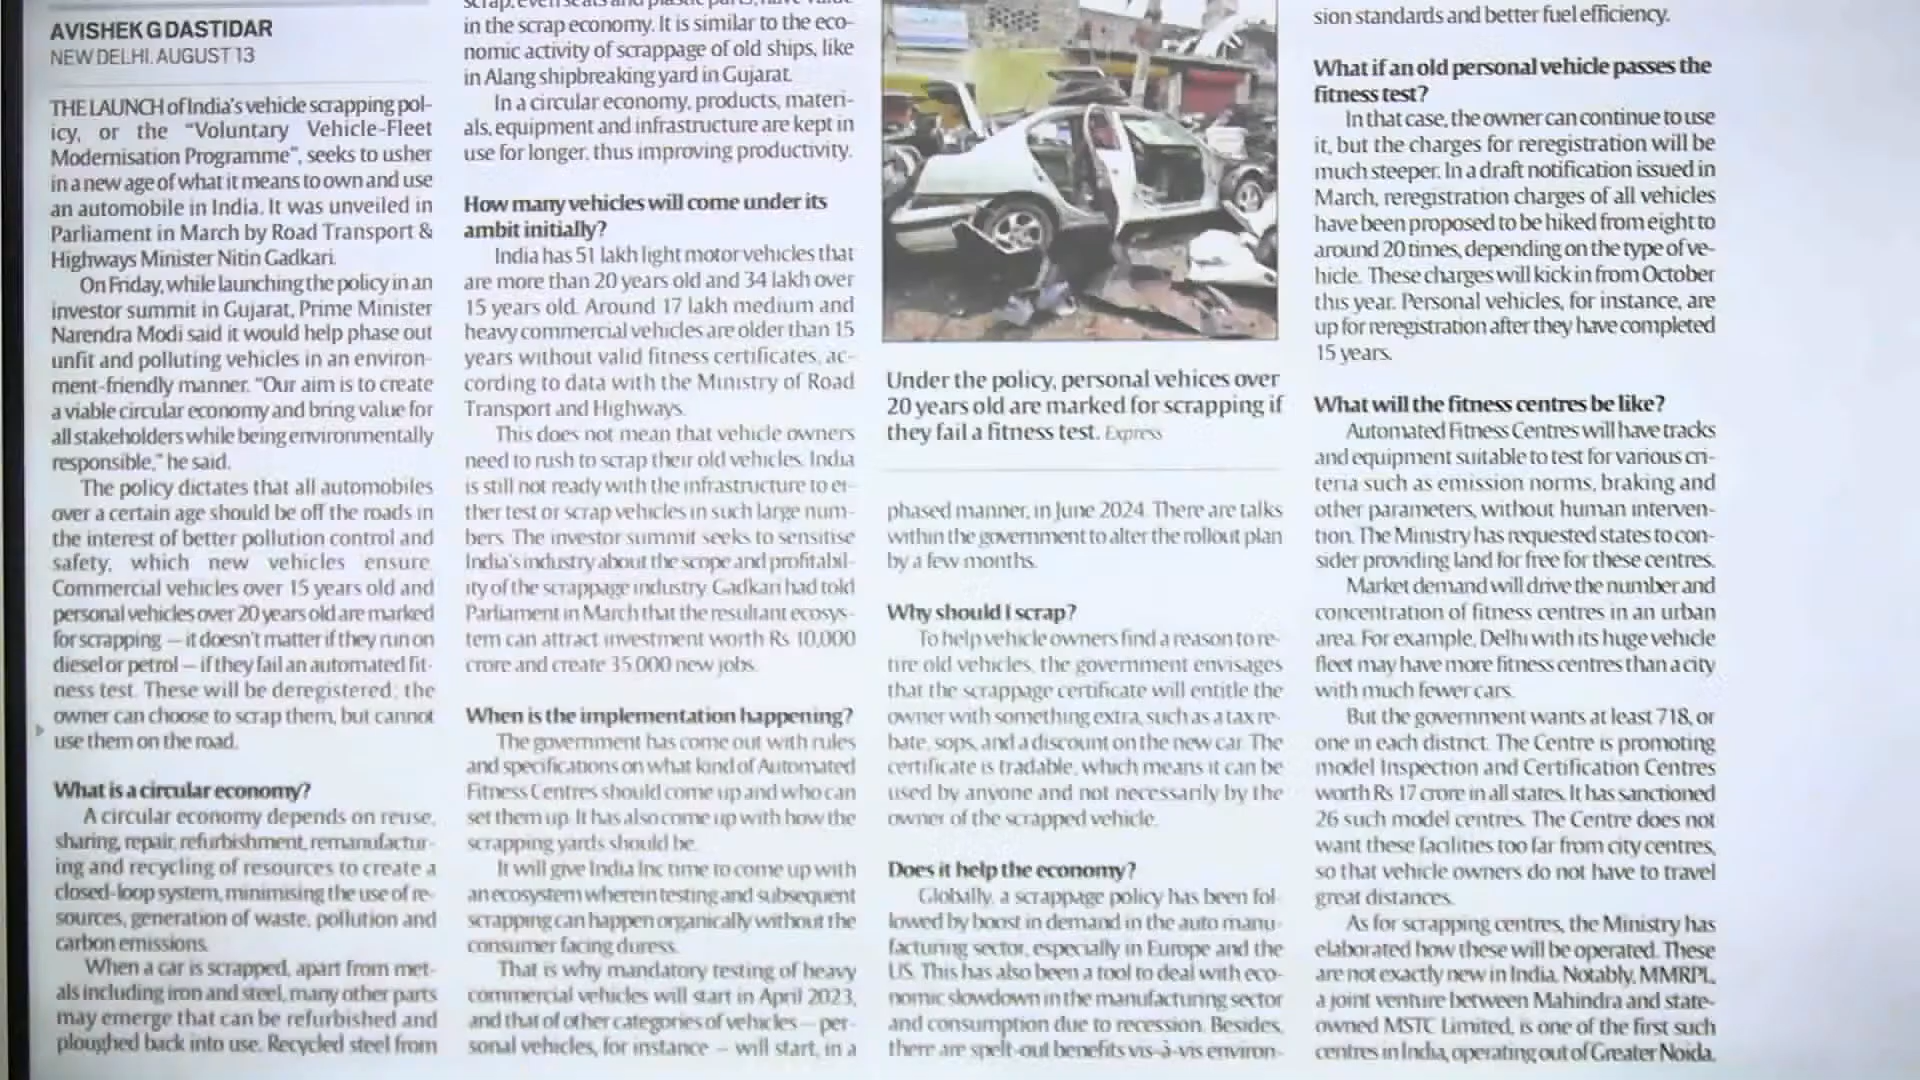 AVISHEK G DASTIDAR
NEW DELHI, AUGUST 13
THE LAUNCH of India's vehicle scrapping pol-
icy, or the "Voluntary Vehicle-Fleet
Modernisation Programme", seeks to usher
in a new age of what it means to own and use
an automobile in India. It was unveiled in
Parliament in March by Road Transport &
Highways Minister Nitin Gadkari.
On Friday, while launching the policy in an
investor summit in Gujarat, Prime Minister
Narendra Modi said it would help phase out
unfit and polluting vehicles in an environ-
ment-friendly manner. "Our aim is to create
a viable circular economy and bring value for
all stakeholders while being environmentally
responsible," he said.
The policy dictates that all automobiles
over a certain age should be off the roads in
the interest of better pollution control and
safety, which new vehicles ensure.
Commercial vehicles over 15 years old and
personal vehicles over 20 years old are marked
for scrapping — it doesn't matter if they run on
diesel or petrol — if they fail an automated fit-
ness test. These will be deregistered; the
owner can choose to scrap them, but cannot
use them on the road.
What is a circular economy?
A circular economy depends on reuse,
sharing, repair, refurbishment, remanufactur-
ing and recycling of resources to create a
closed-loop system, minimising the use of re-
sources, generation of waste, pollution and
carbon emissions.
When a car is scrapped, apart from met-
als including iron and steel, many other parts
may emerge that can be refurbished and
ploughed back into use. Recycled steel from
scrap, even seats and plastic parts, have value
in the scrap economy. It is similar to the eco-
nomic activity of scrappage of old ships, like
in Alang shipbreaking yard in Gujarat.
In a circular economy, products, materi-
als, equipment and infrastructure are kept in
use for longer, thus improving productivity.
How many vehicles will come under its
ambit initially?
India has 51 lakh light motor vehicles that
are more than 20 years old and 34 lakh over
15 years old. Around 17 lakh medium and
heavy commercial vehicles are older than 15
years without valid fitness certificates, ac-
cording to data with the Ministry of Road
Transport and Highways.
This does not mean that vehicle owners
need to rush to scrap their old vehicles. India
is still not ready with the infrastructure to ei-
ther test or scrap vehicles in such large num-
bers. The investor summit seeks to sensitise
India's industry about the scope and profitabil-
ity of the scrappage industry. Gadkari had told
Parliament in March that the resultant ecosys-
tem can attract investment worth Rs 10,000
crore and create 35,000 new jobs.
When is the implementation happening?
The government has come out with rules
and specifications on what kind of Automated
Fitness Centres should come up and who can
set them up. It has also come up with how the
scrapping yards should be.
It will give India Inc time to come up with
an ecosystem wherein testing and subsequent
scrapping can happen organically without the
consumer facing duress.
That is why mandatory testing of heavy
commercial vehicles will start in April 2023,
and that of other categories of vehicles — per-
sonal vehicles, for instance — will start, in a
Under the policy, personal vehices over
20 years old are marked for scrapping if
they fail a fitness test. Express
phased manner, in June 2024. There are talks
within the government to alter the rollout plan
by a few months.
Why should I scrap?
To help vehicle owners find a reason to re-
tire old vehicles, the government envisages
that the scrappage certificate will entitle the
owner with something extra, such as a tax re-
bate, sops, and a discount on the new car. The
certificate is tradable, which means it can be
used by anyone and not necessarily by the
owner of the scrapped vehicle.
Does it help the economy?
Globally, a scrappage policy has been fol-
lowed by boost in demand in the auto manu-
facturing sector, especially in Europe and the
US. This has also been a tool to deal with eco-
nomic slowdown in the manufacturing sector
and consumption due to recession. Besides,
there are spelt-out benefits vis-à-vis environ-
sion standards and better fuel efficiency.
What if an old personal vehicle passes the
fitness test?
In that case, the owner can continue to use
it, but the charges for reregistration will be
much steeper. In a draft notification issued in
March, reregistration charges of all vehicles
have been proposed to be hiked from eight to
around 20 times, depending on the type of ve-
hicle. These charges will kick in from October
this year. Personal vehicles, for instance, are
up for reregistration after they have completed
15 years.
What will the fitness centres be like?
Automated Fitness Centres will have tracks
and equipment suitable to test for various cri-
teria such as emission norms, braking and
other parameters, without human interven-
tion. The Ministry has requested states to con-
sider providing land for free for these centres.
Market demand will drive the number and
concentration of fitness centres in an urban
area. For example, Delhi with its huge vehicle
fleet may have more fitness centres than a city
with much fewer cars.
But the government wants at least 718, or
one in each district. The Centre is promoting
model Inspection and Certification Centres
worth Rs 17 crore in all states. It has sanctioned
26 such model centres. The Centre does not
want these facilities too far from city centres,
so that vehicle owners do not have to travel
great distances.
As for scrapping centres, the Ministry has
elaborated how these will be operated. These
are not exactly new in India. Notably, MMRPL,
a joint venture between Mahindra and state-
owned MSTC Limited, is one of the first such
centres in India, operating out of Greater Noida.